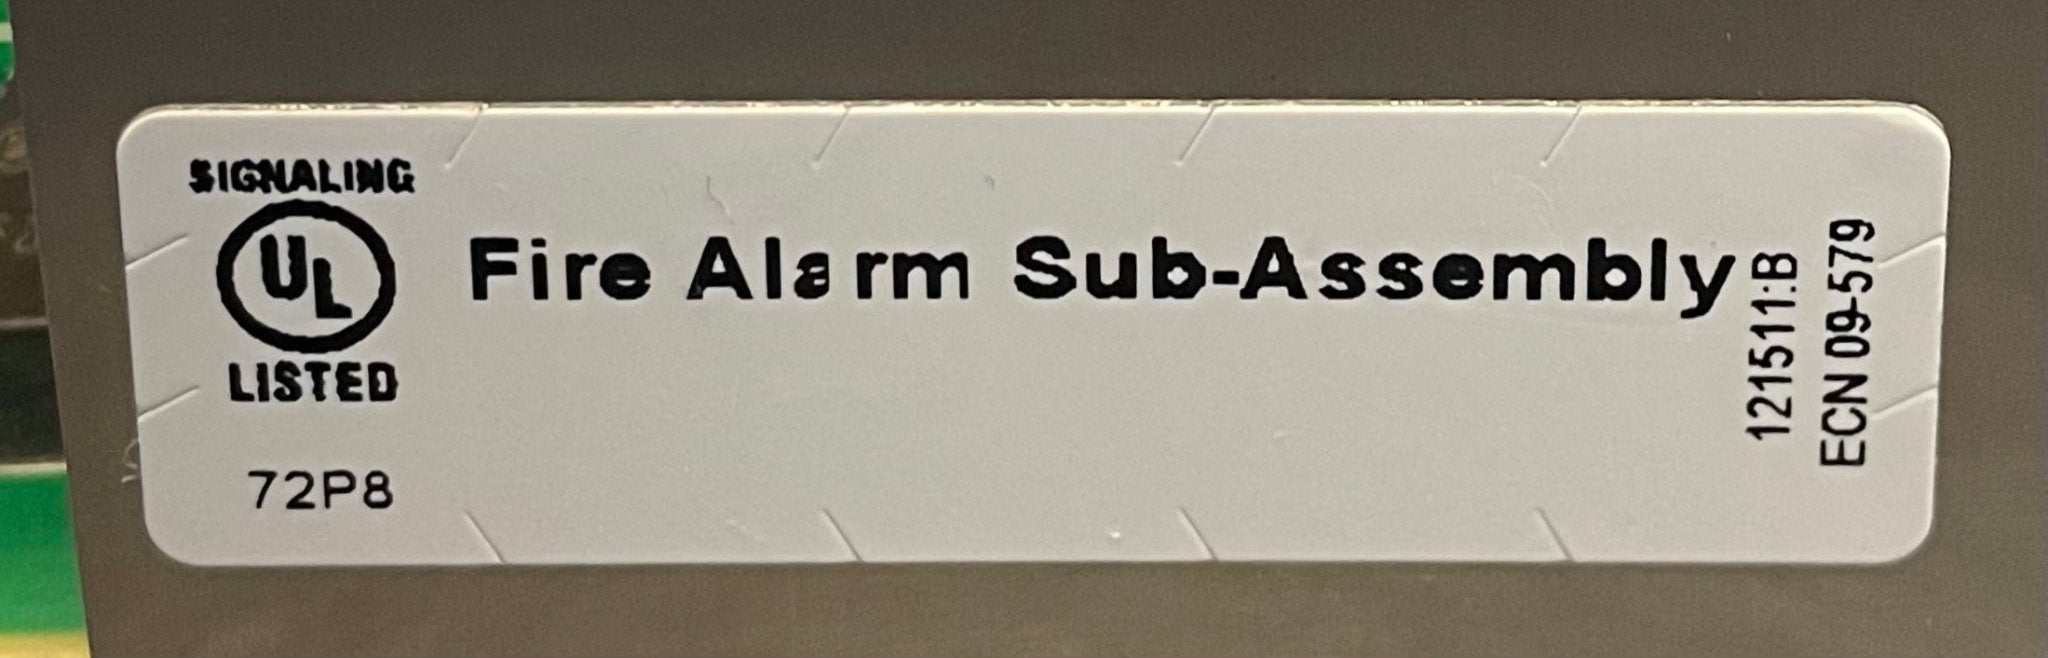 SIGNALING
UL
LISTED
72P8
Fire Alarm Sub-Assembly
121511:B
ECN 09-579